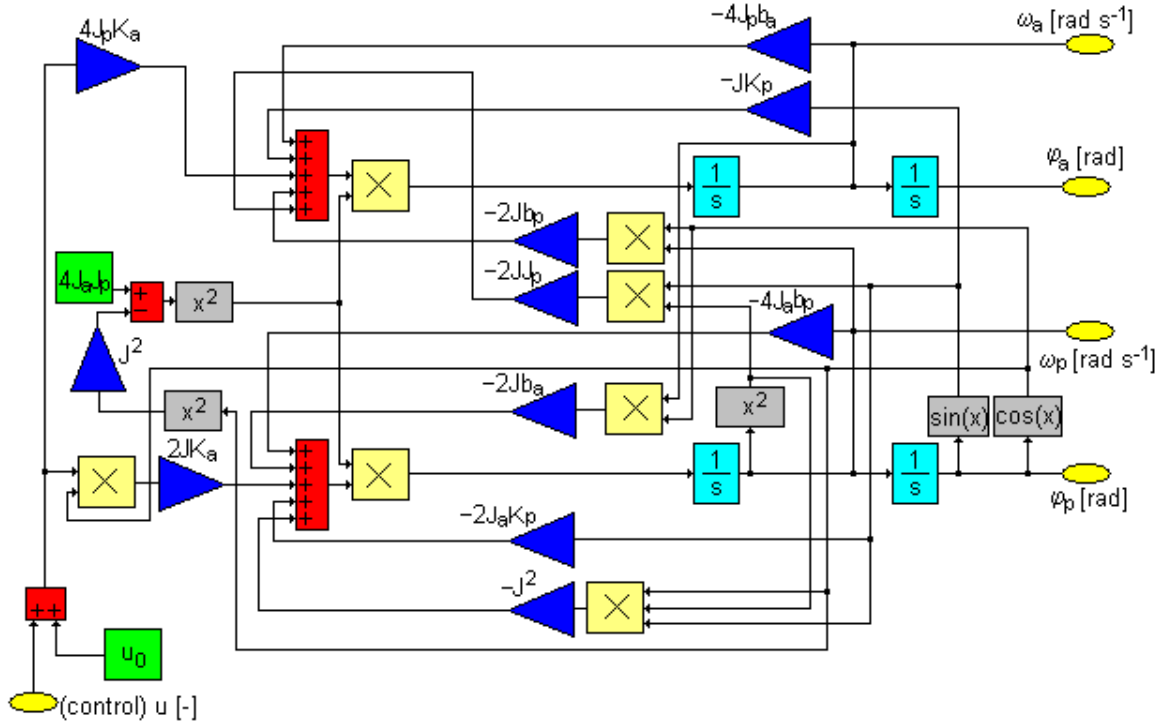 4JpKa
−4Jpba
ωa [rad s-1]
−JKp
φa [rad]
+
+
+
+
+
1
s
1
s
−2Jbp
−2JJp
4JaJp
+
−
x2
−4Jabp
ωp [rad s-1]
J2
−2Jba
x2
x2
sin(x)
cos(x)
2JKa
+
+
+
+
+
1
s
1
s
φp [rad]
−2JaKp
−J2
++
u0
(control) u [-]